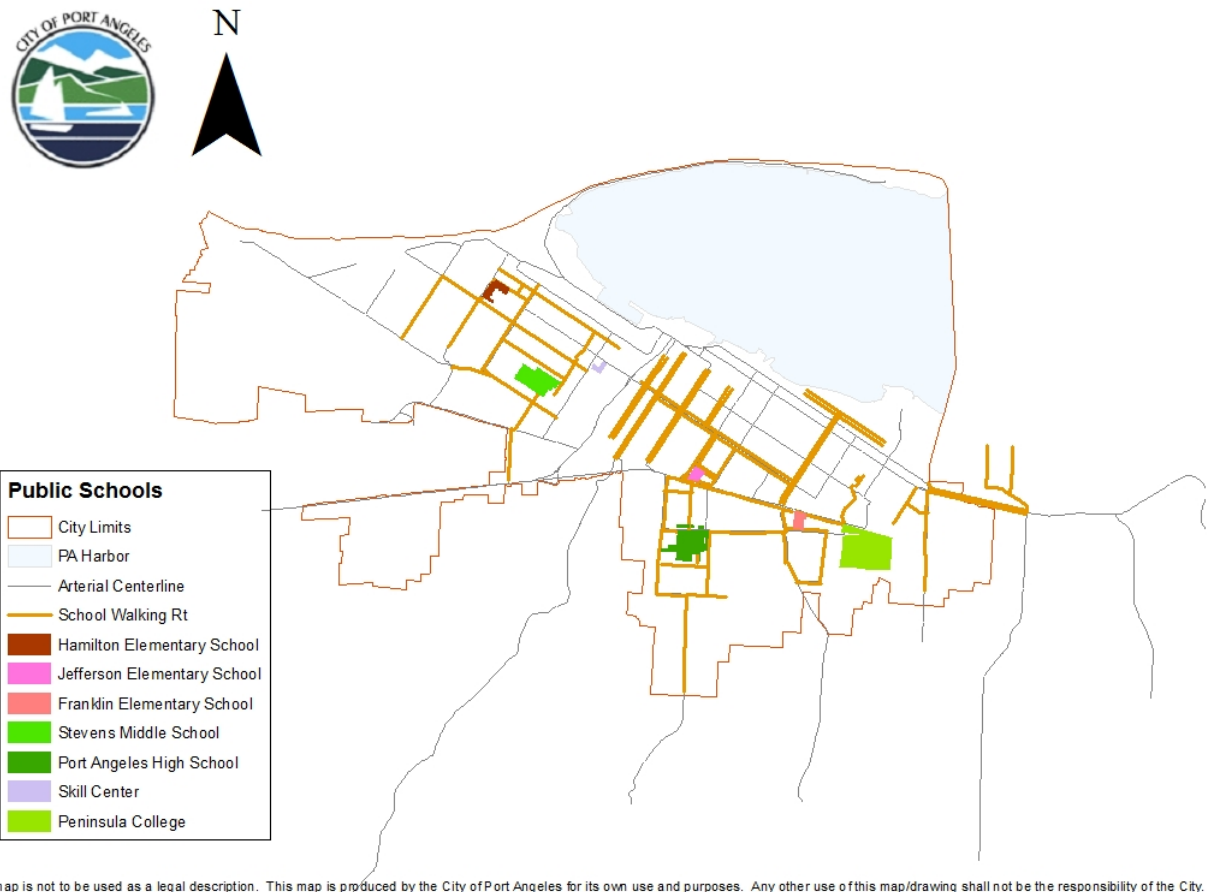 CITY OF PORT ANGELES
N
Public Schools
City Limits
PA Harbor
Arterial Centerline
School Walking Rt
Hamilton Elementary School
Jefferson Elementary School
Franklin Elementary School
Stevens Middle School
Port Angeles High School
Skill Center
Peninsula College
map is not to be used as a legal description. This map is produced by the City of Port Angeles for its own use and purposes. Any other use of this map/drawing shall not be the responsibility of the City.